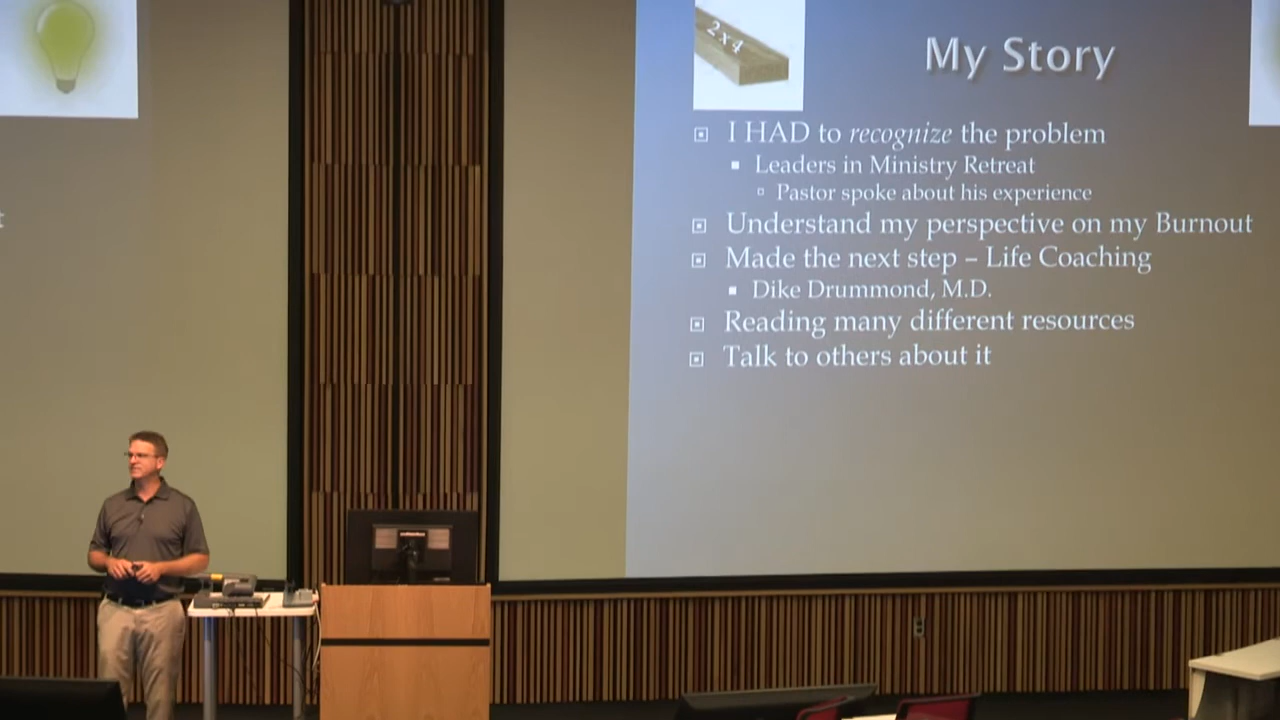 2x4
My Story
I HAD to recognize the problem
Leaders in Ministry Retreat
Pastor spoke about his experience
Understand my perspective on my Burnout
Made the next step – Life Coaching
Dike Drummond, M.D.
Reading many different resources
Talk to others about it